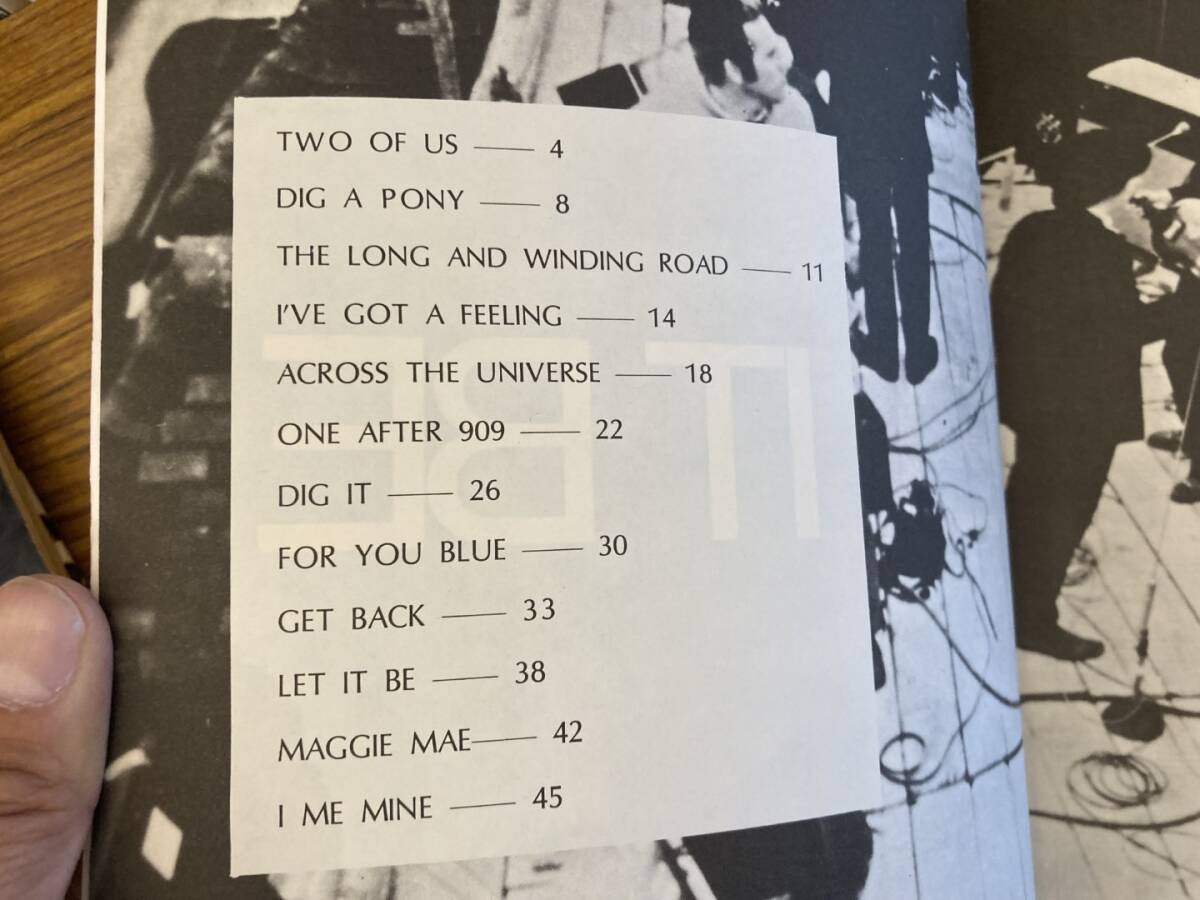 TWO OF US —— 4
DIG A PONY —— 8
THE LONG AND WINDING ROAD —— 11
I'VE GOT A FEELING —— 14
ACROSS THE UNIVERSE —— 18
ONE AFTER 909 —— 22
DIG IT —— 26
FOR YOU BLUE —— 30
GET BACK —— 33
LET IT BE —— 38
MAGGIE MAE —— 42
I ME MINE —— 45
IT BE